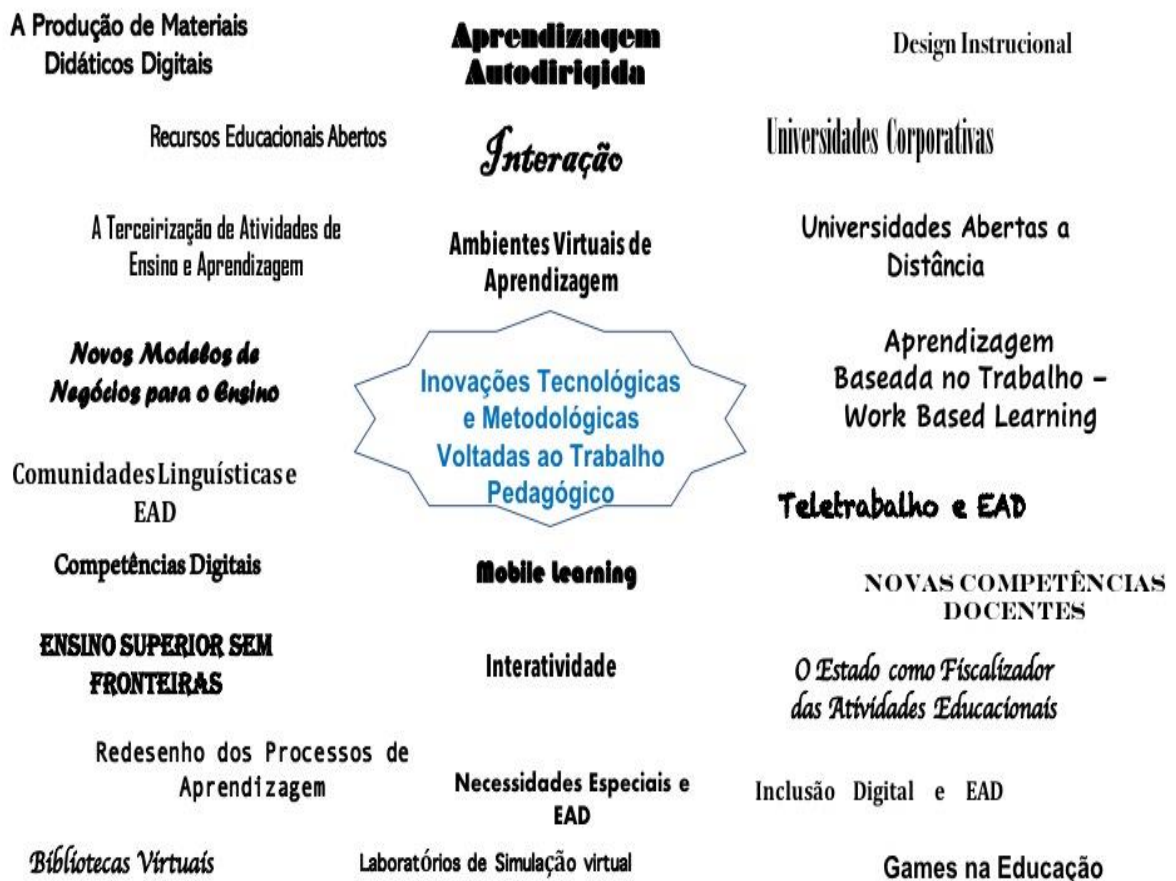 A Produção de Materiais
Didáticos Digitais
Aprendizagem
Autodirigida
Design Instrucional
Recursos Educacionais Abertos
Interação
Universidades Corporativas
A Terceirização de Atividades de
Ensino e Aprendizagem
Ambientes Virtuais de
Aprendizagem
Universidades Abertas a
Distância
Novos Modelos de
Negócios para o Ensino
Inovações Tecnológicas
e Metodológicas
Voltadas ao Trabalho
Pedagógico
Aprendizagem
Baseada no Trabalho –
Work Based Learning
Comunidades Linguísticas e
EAD
Teletrabalho e EAD
Competências Digitais
Mobile Learning
NOVAS COMPETÊNCIAS
DOCENTES
ENSINO SUPERIOR SEM
FRONTEIRAS
Interatividade
O Estado como Fiscalizador
das Atividades Educacionais
Redesenho dos Processos de
Aprendizagem
Necessidades Especiais e
EAD
Inclusão Digital e EAD
Bibliotecas Virtuais
Laboratórios de Simulação virtual
Games na Educação